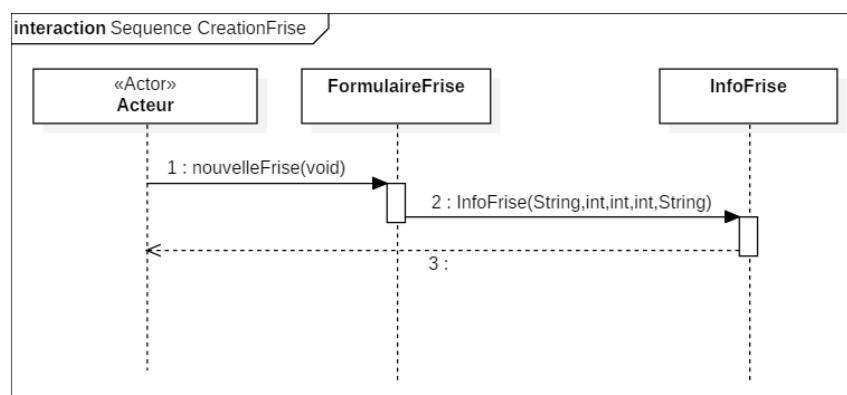 interaction Sequence CreationFrise
«Actor»
Acteur
FormulaireFrise
InfoFrise
1 : nouvelleFrise(void)
2 : InfoFrise(String,int,int,int,String)
3 :